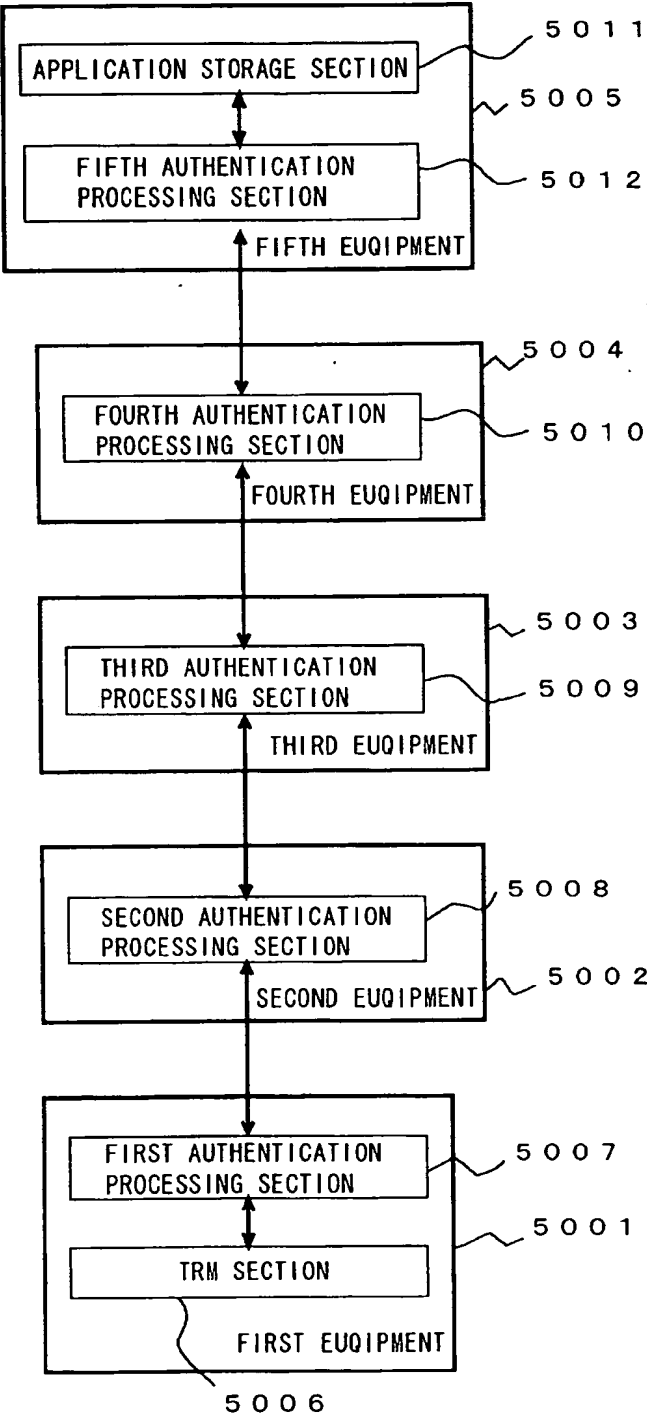 5011
APPLICATION STORAGE SECTION
5005
FIFTH AUTHENTICATION
PROCESSING SECTION
5012
FIFTH EUQIPMENT
5004
FOURTH AUTHENTICATION
PROCESSING SECTION
5010
FOURTH EUQIPMENT
5003
THIRD AUTHENTICATION
PROCESSING SECTION
5009
THIRD EUQIPMENT
5008
SECOND AUTHENTICATION
PROCESSING SECTION
5002
SECOND EUQIPMENT
FIRST AUTHENTICATION
PROCESSING SECTION
5007
5001
TRM SECTION
FIRST EUQIPMENT
5006